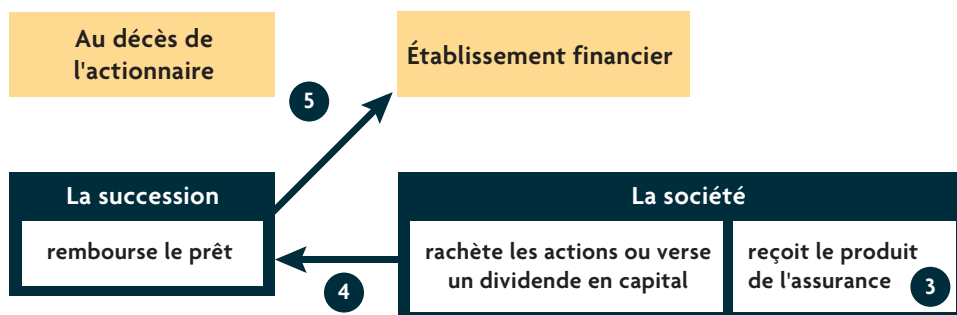 Au décès de
l'actionnaire
Établissement financier
5
La succession
rembourse le prêt
4
La société
rachète les actions ou verse
un dividende en capital
reçoit le produit
de l'assurance
3